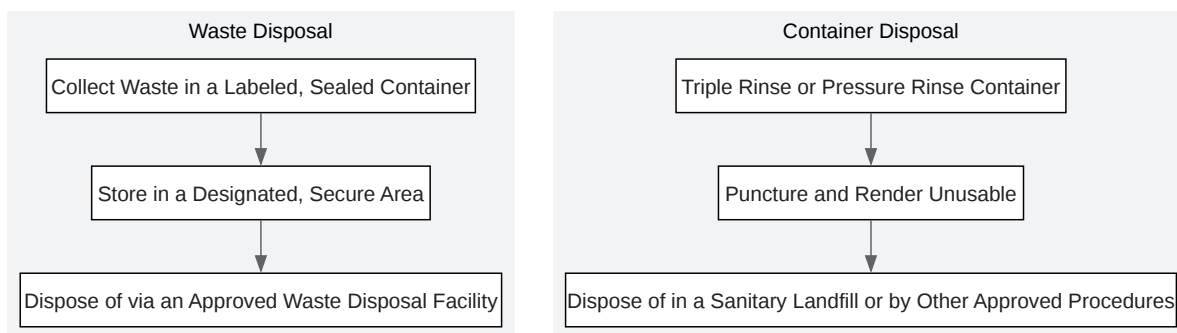 Waste Disposal
Collect Waste in a Labeled, Sealed Container
Store in a Designated, Secure Area
Dispose of via an Approved Waste Disposal Facility
Container Disposal
Triple Rinse or Pressure Rinse Container
Puncture and Render Unusable
Dispose of in a Sanitary Landfill or by Other Approved Procedures